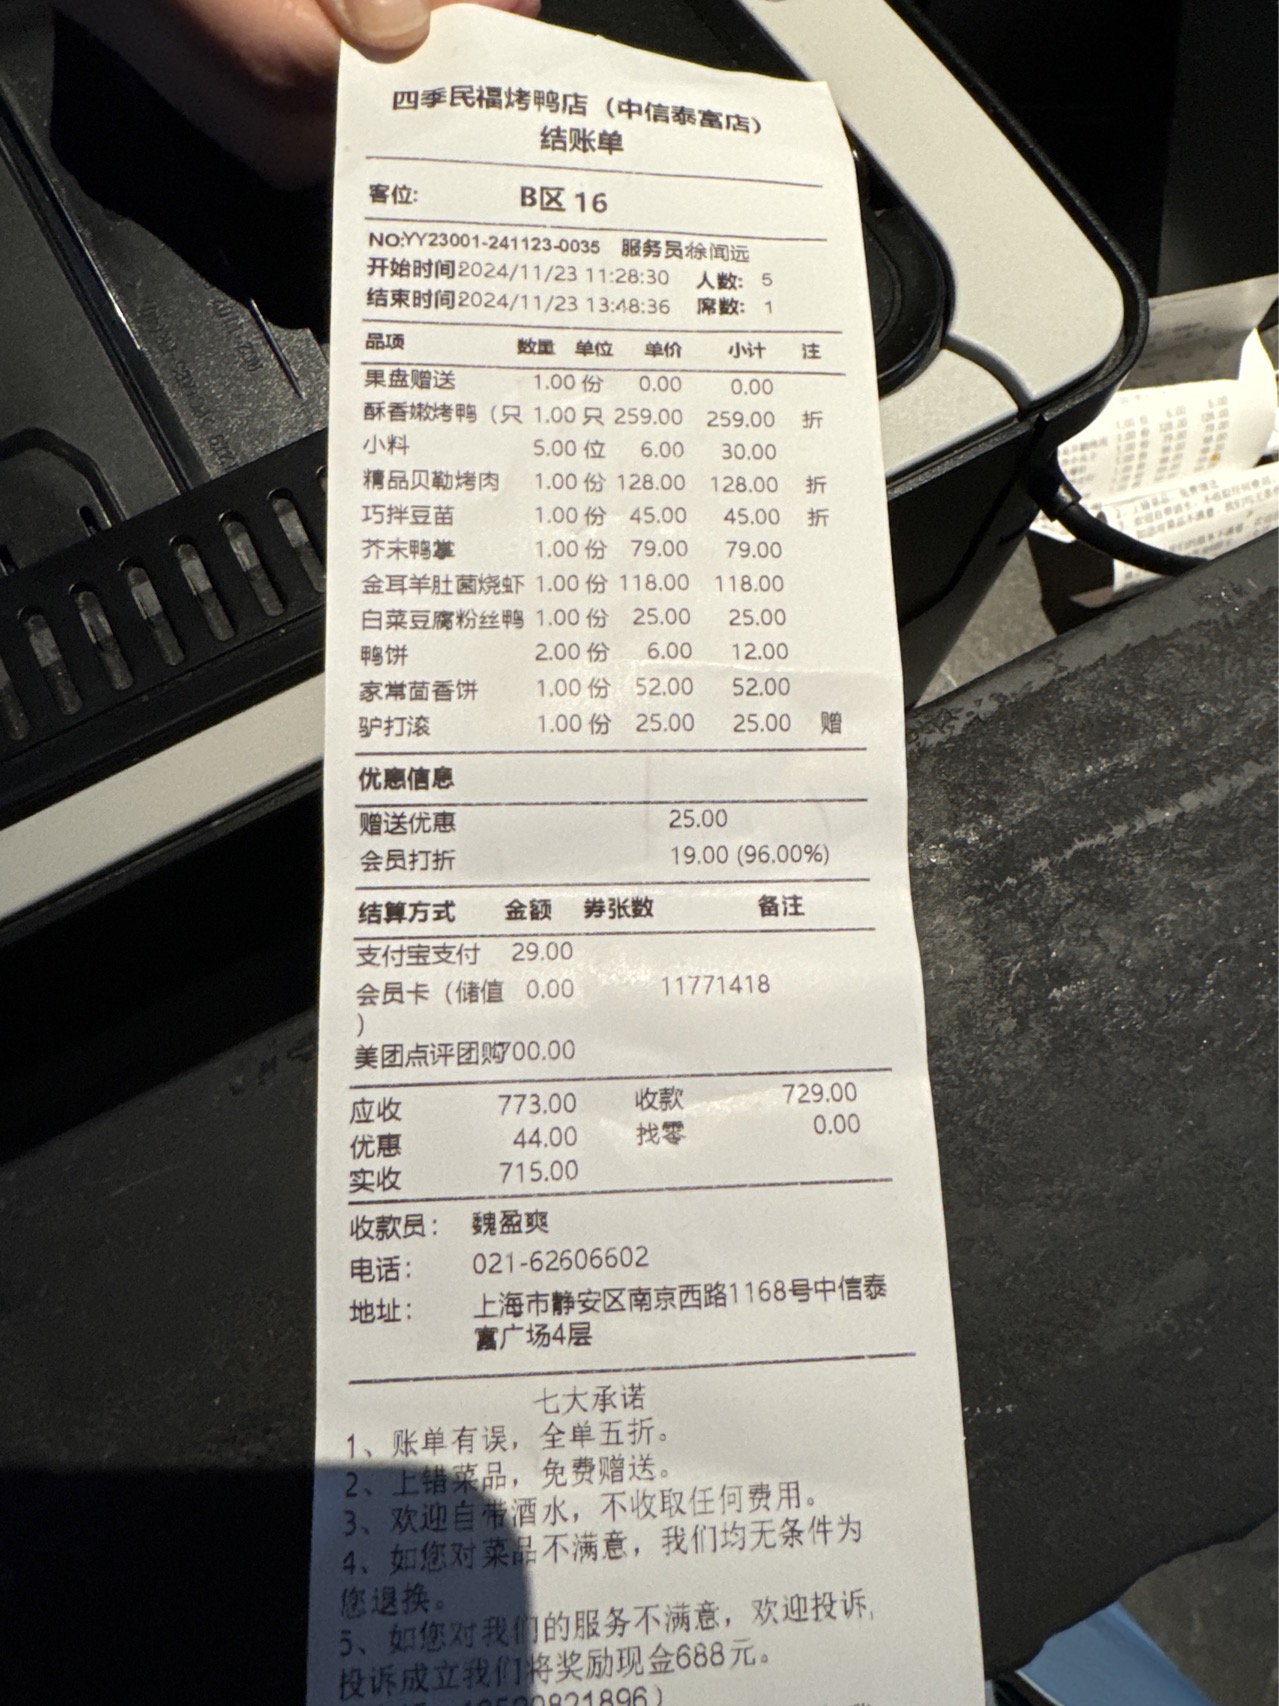 四季民福烤鸭店（中信泰富店）
结账单
客位: B区 16
NO:YY23001-241123-0035 服务员:徐闻远
开始时间2024/11/23 11:28:30 人数: 5
结束时间2024/11/23 13:48:36 席数: 1
品项 数量 单位 单价 小计 注
果盘赠送 1.00 份 0.00 0.00
酥香嫩烤鸭（只 1.00 只 259.00 259.00 折
小料 5.00 位 6.00 30.00
精品贝勒烤肉 1.00 份 128.00 128.00 折
巧拌豆苗 1.00 份 45.00 45.00 折
芥末鸭掌 1.00 份 79.00 79.00
金耳羊肚菌烧虾 1.00 份 118.00 118.00
白菜豆腐粉丝鸭 1.00 份 25.00 25.00
鸭饼 2.00 份 6.00 12.00
家常茴香饼 1.00 份 52.00 52.00
驴打滚 1.00 份 25.00 25.00 赠
优惠信息
赠送优惠 25.00
会员打折 19.00 (96.00%)
结算方式 金额 券张数 备注
支付宝支付 29.00
会员卡（储值 0.00 11771418
）
美团点评团购700.00
应收 773.00 收款 729.00
优惠 44.00 找零 0.00
实收 715.00
收款员: 魏盈爽
电话: 021-62606602
地址: 上海市静安区南京西路1168号中信泰
富广场4层
七大承诺
1、账单有误，全单五折。
2、上错菜品，免费赠送。
3、欢迎自带酒水，不收取任何费用。
4、如您对菜品不满意，我们均无条件为
您退换。
5、如您对我们的服务不满意，欢迎投诉,
投诉成立我们将奖励现金688元。